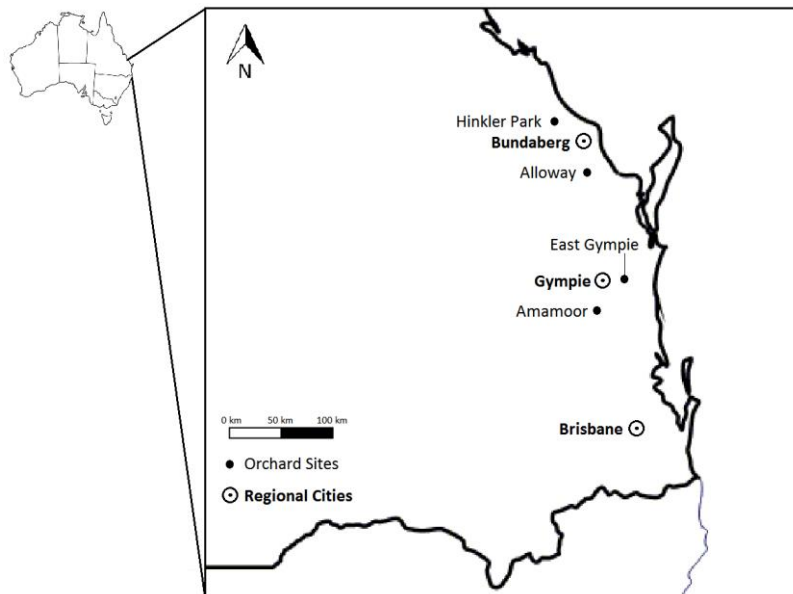 N
Hinkler Park
Bundaberg
Alloway
East Gympie
Gympie
Amamoor
Brisbane
0 km 50 km 100 km
Orchard Sites
Regional Cities